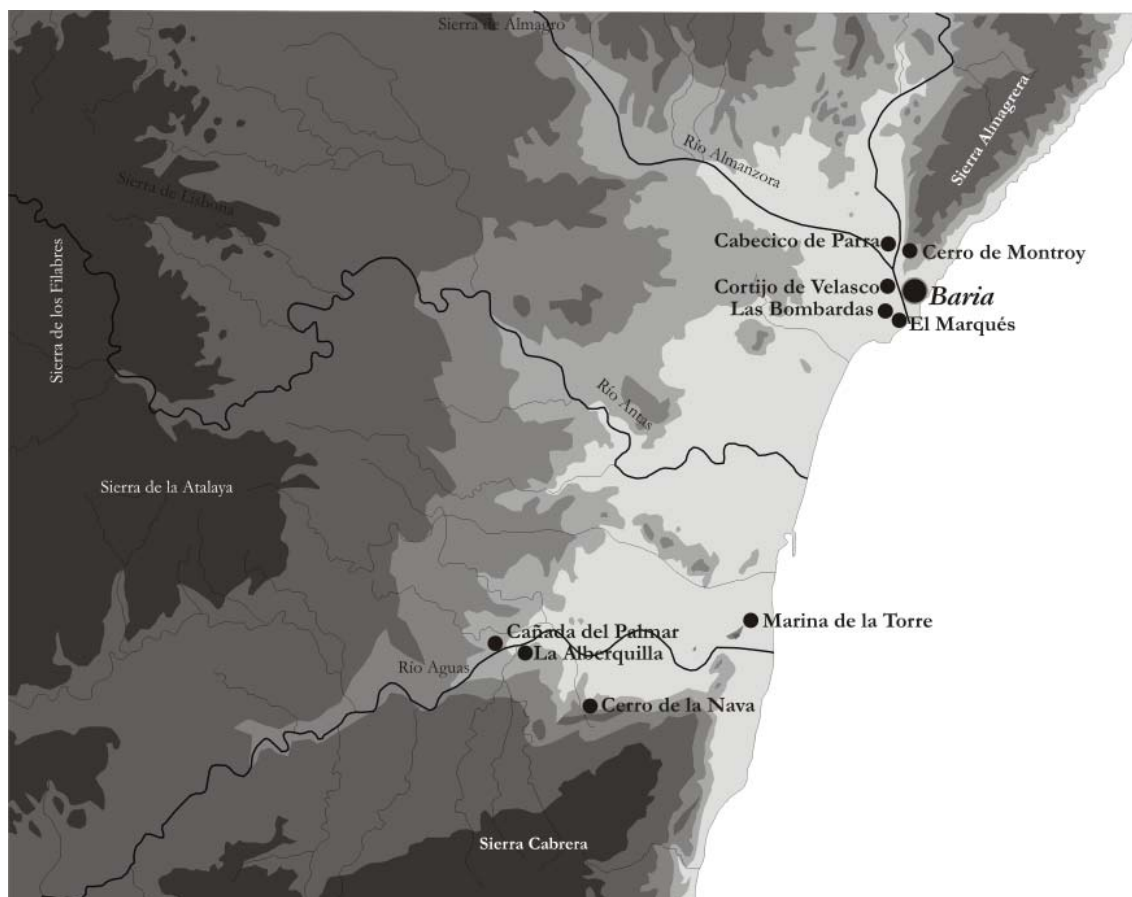 Sierra de Almagro
Sierra Almagrera
Río Almanzora
Sierra de Lisbona
Cabecico de Parra
Cerro de Montroy
Sierra de los Filabres
Cortijo de Velasco
Baria
Las Bombardas
El Marqués
Río Antas
Sierra de la Atalaya
Marina de la Torre
Cañada del Palmar
La Alberquilla
Río Aguas
Cerro de la Nava
Sierra Cabrera